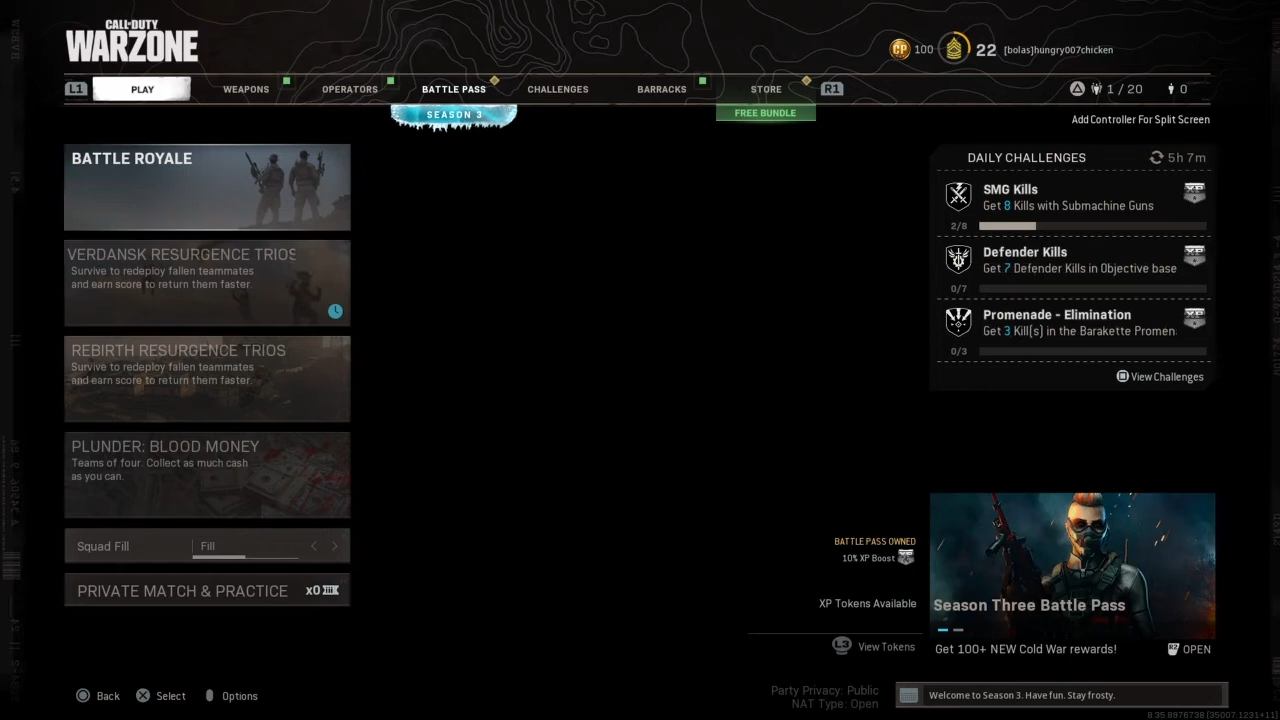 CALL OF DUTY
WARZONE
CP 100
22
[bolas]hungry007chicken
L1
PLAY
WEAPONS
OPERATORS
BATTLE PASS
CHALLENGES
BARRACKS
STORE
R1
1 / 20
0
SEASON 3
FREE BUNDLE
Add Controller For Split Screen
BATTLE ROYALE
VERDANSK RESURGENCE TRIOS
Survive to redeploy fallen teammates
and earn score to return them faster.
REBIRTH RESURGENCE TRIOS
Survive to redeploy fallen teammates
and earn score to return them faster.
PLUNDER: BLOOD MONEY
Teams of four. Collect as much cash
as you can.
Squad Fill
Fill
PRIVATE MATCH & PRACTICE
x0
DAILY CHALLENGES
5h 7m
SMG Kills
XP
Get 8 Kills with Submachine Guns
2/8
Defender Kills
XP
Get 7 Defender Kills in Objective base
0/7
Promenade - Elimination
XP
Get 3 Kill(s) in the Barakette Promen
0/3
View Challenges
BATTLE PASS OWNED
10% XP Boost
XP
XP Tokens Available
L3
View Tokens
Season Three Battle Pass
Get 100+ NEW Cold War rewards!
R2
OPEN
Back
Select
Options
Party Privacy: Public
NAT Type: Open
Welcome to Season 3. Have fun. Stay frosty.